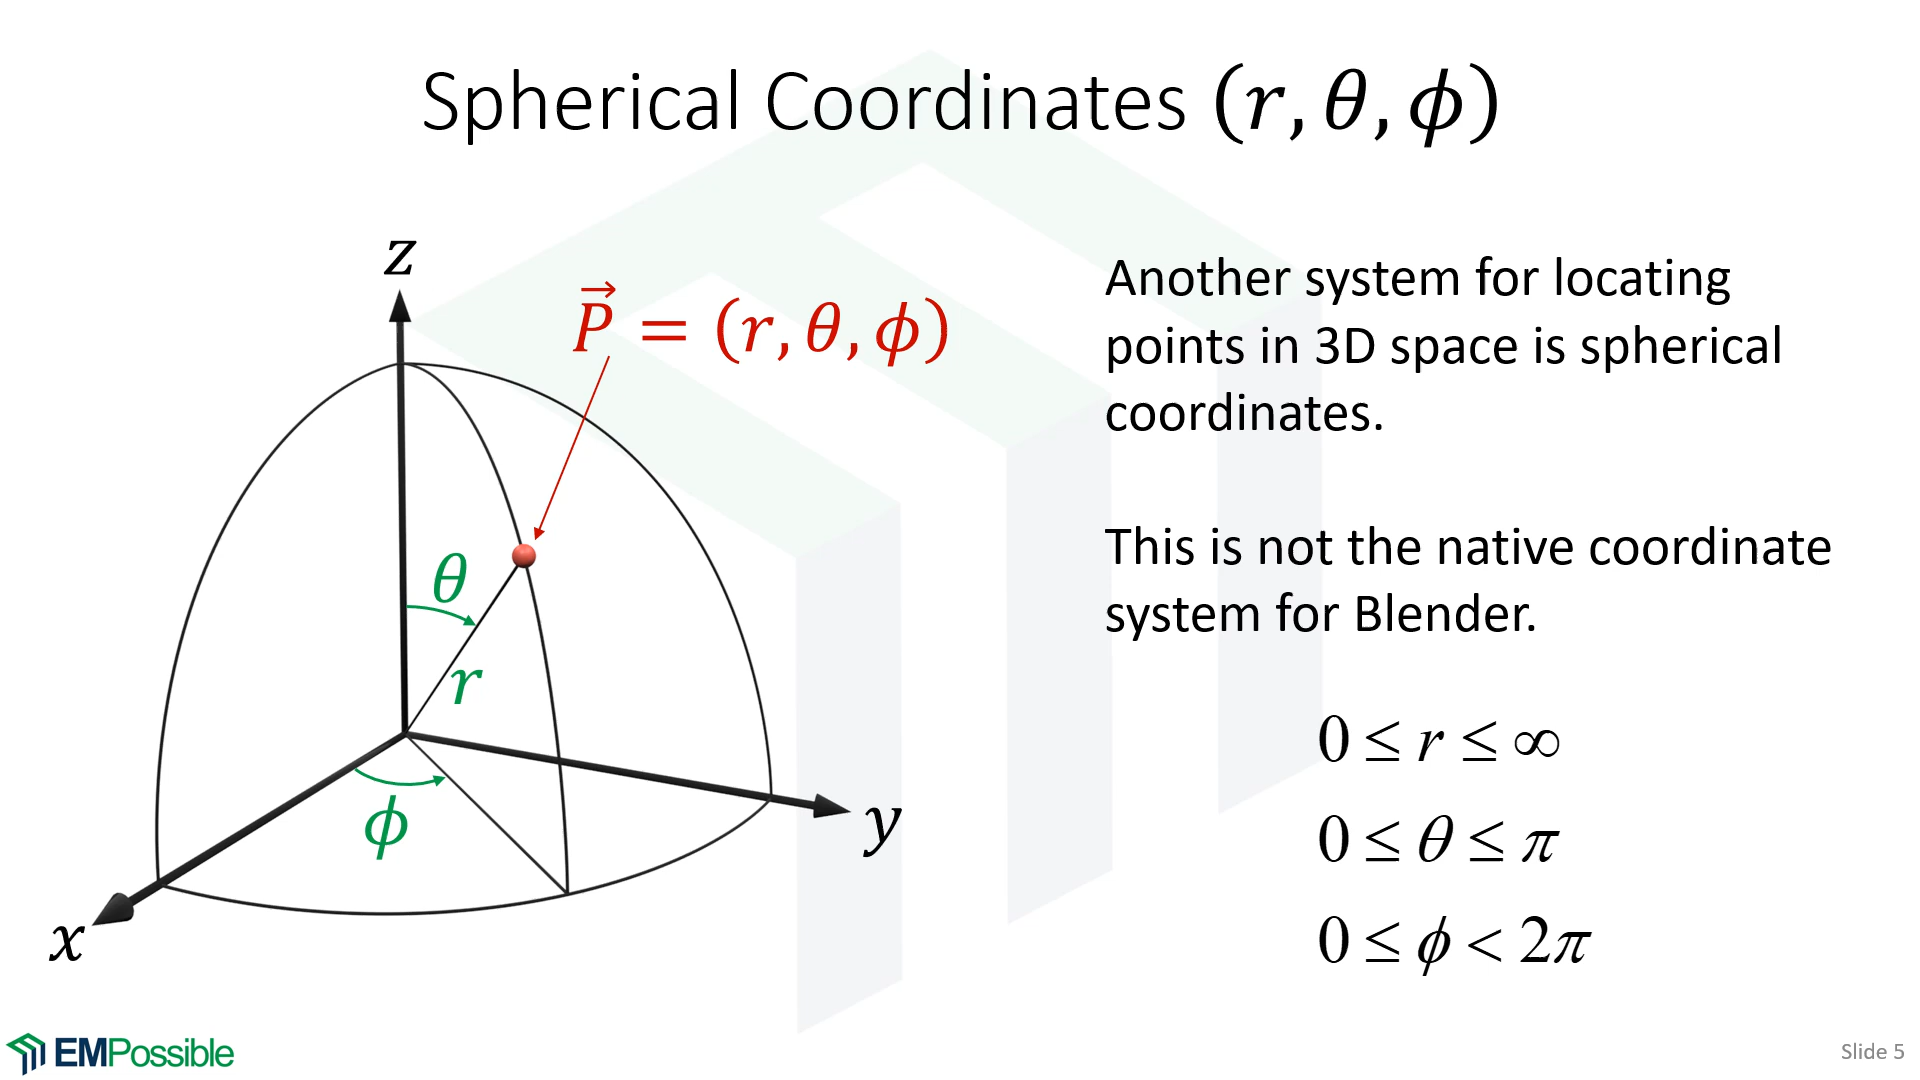 Spherical Coordinates (r, θ, ϕ)
z
P⃗ = (r, θ, ϕ)
θ
r
ϕ
y
x
Another system for locating
points in 3D space is spherical
coordinates.
This is not the native coordinate
system for Blender.
0 ≤ r ≤ ∞
0 ≤ θ ≤ π
0 ≤ ϕ < 2π
EMPossible
Slide 5